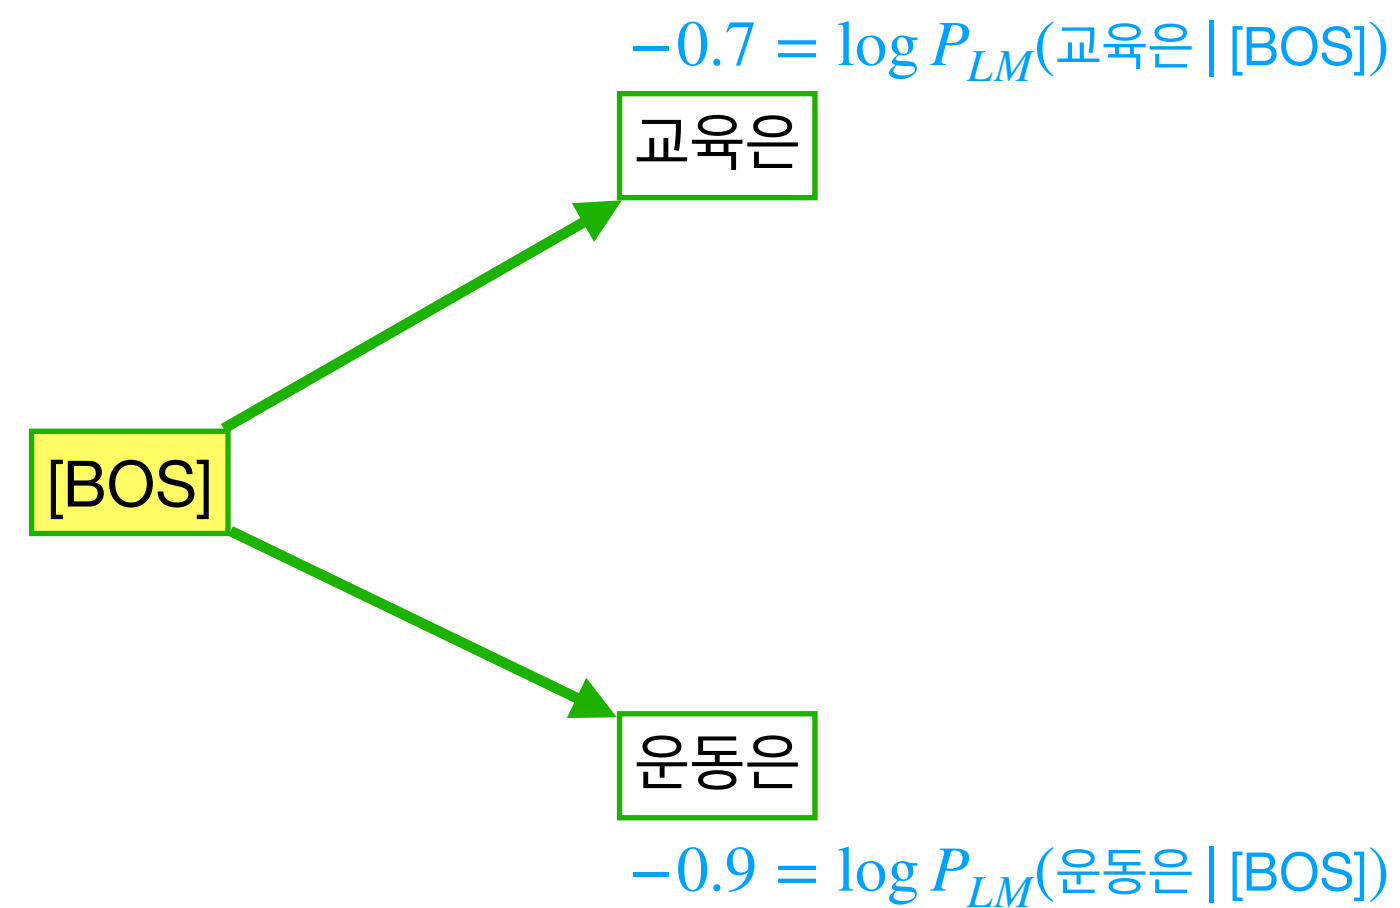 −0.7 = log P_LM(교육은 | [BOS])
교육은
[BOS]
운동은
−0.9 = log P_LM(운동은 | [BOS])